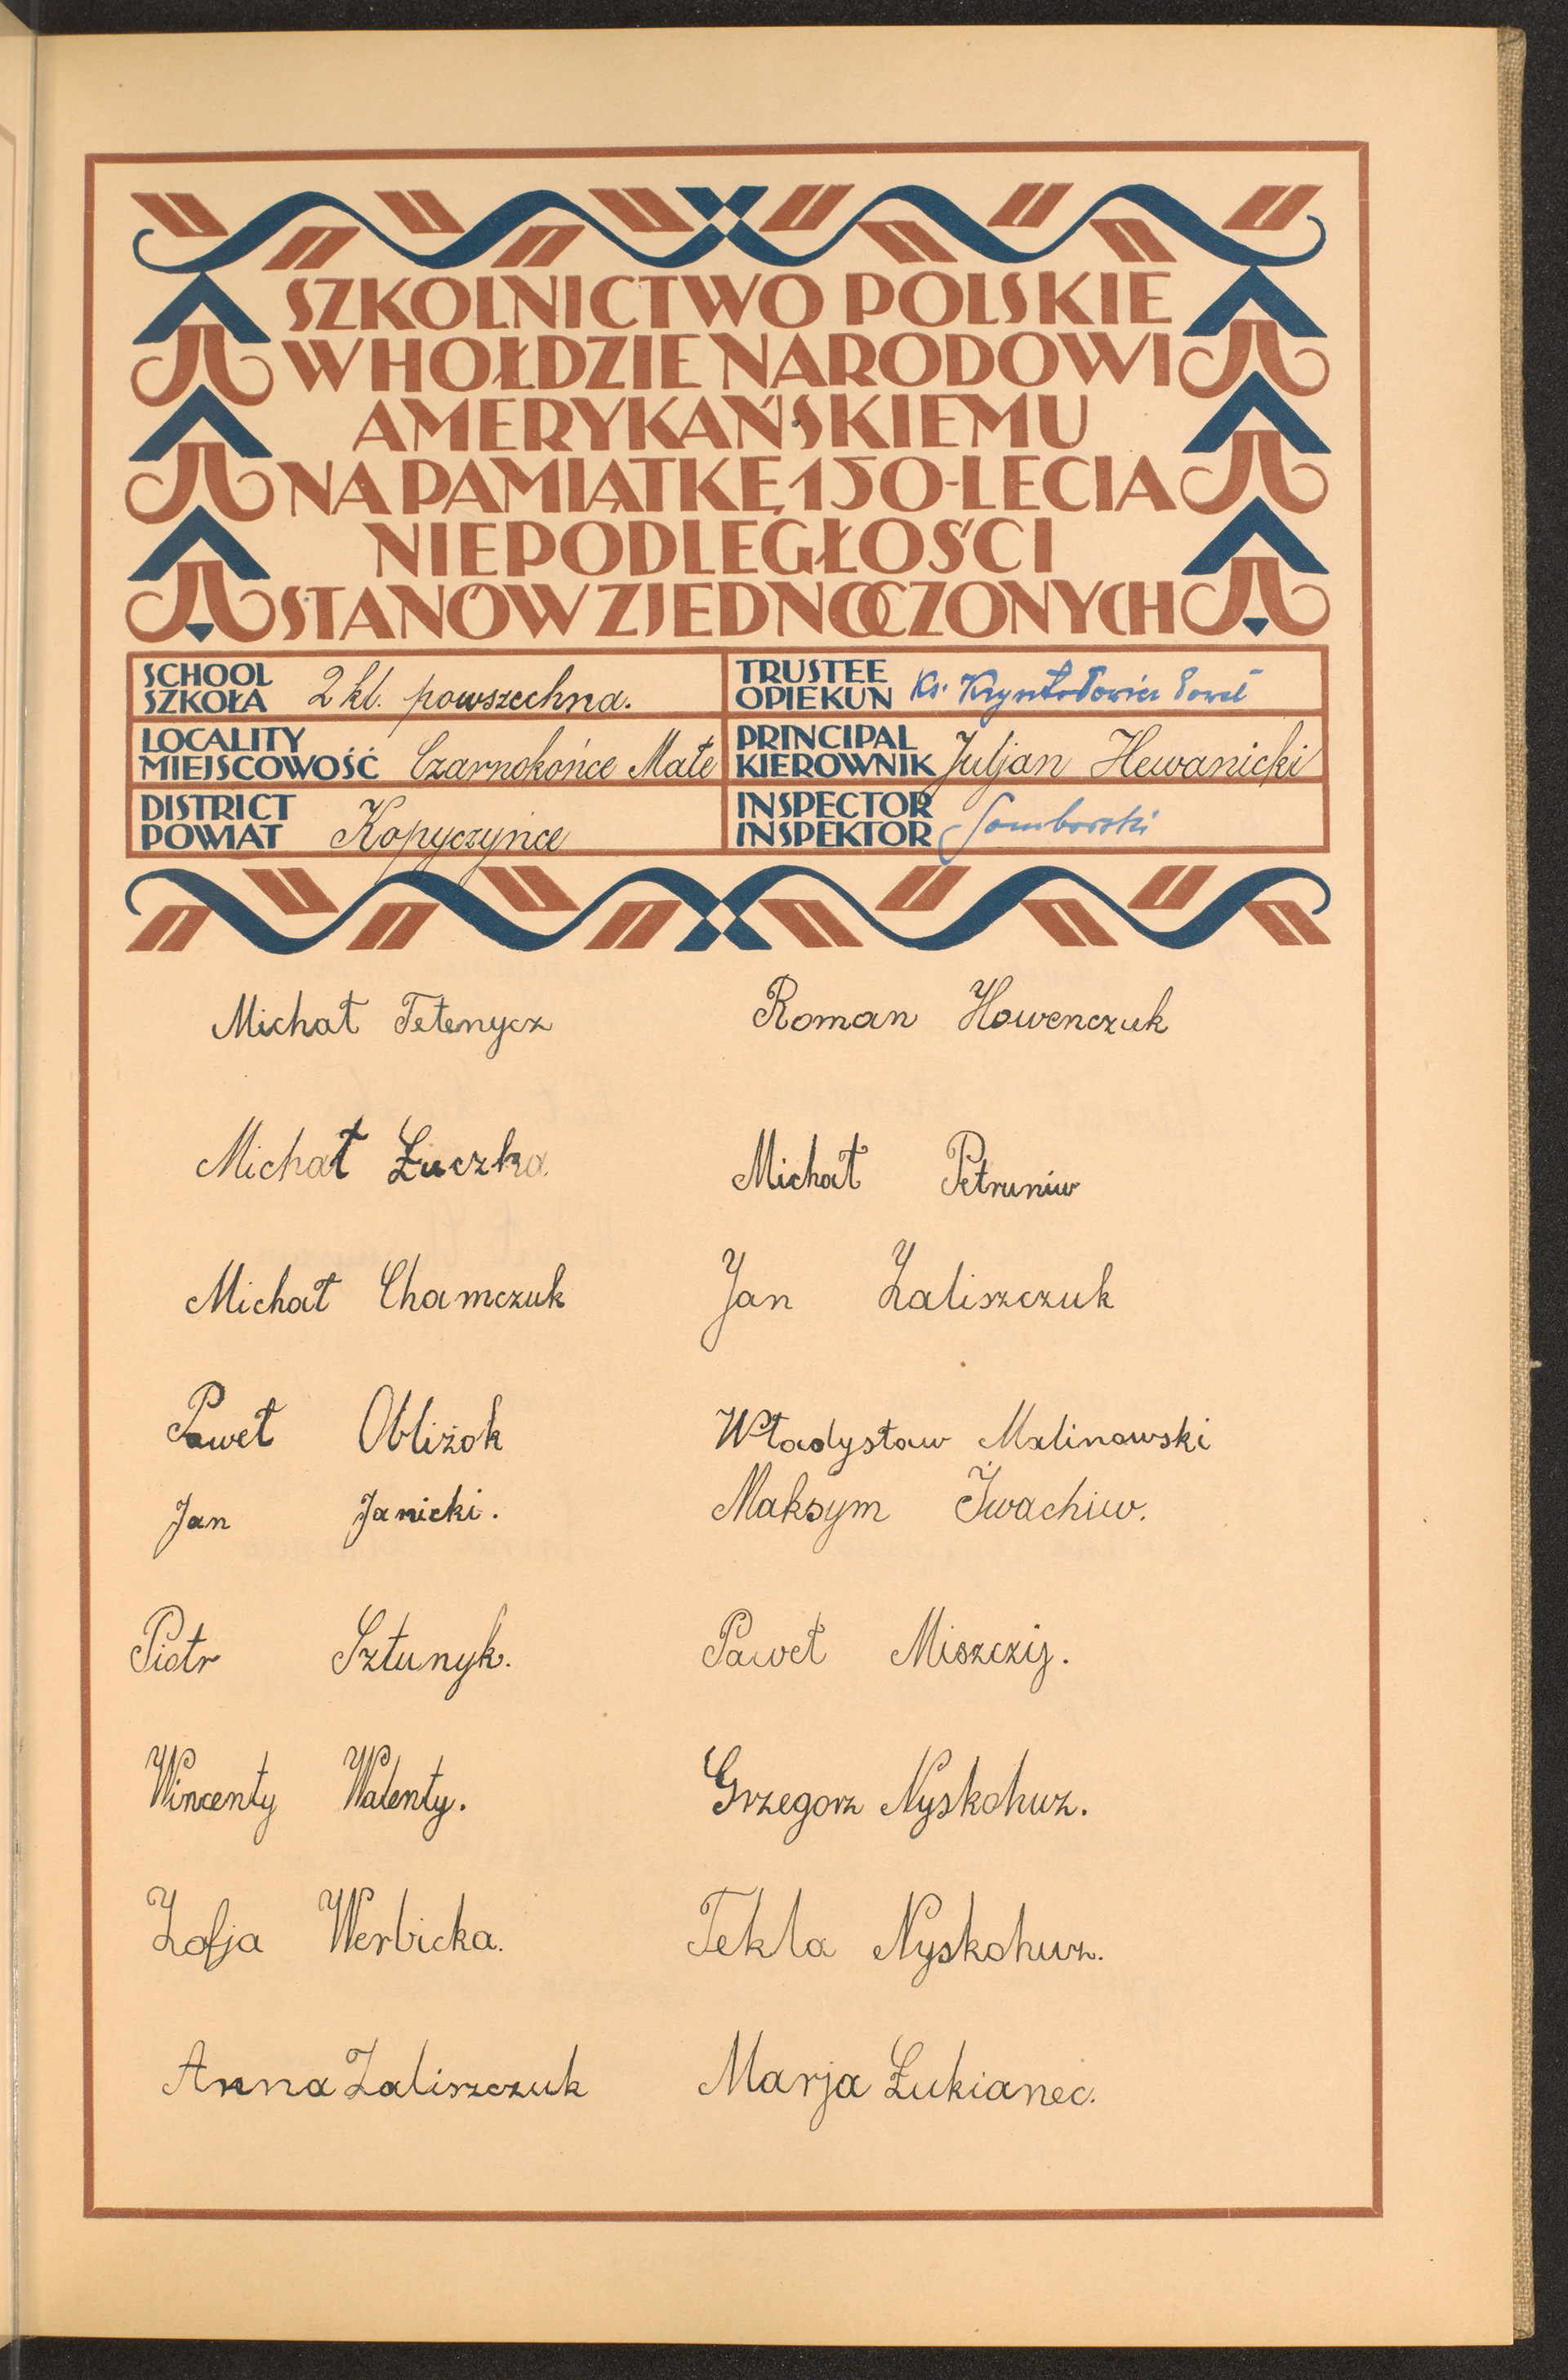 SZKOLNICTWO POLSKIE
W HOŁDZIE NARODOWI
AMERYKAŃSKIEMU
NA PAMIĄTKĘ 150-LECIA
NIEPODLEGŁOŚCI
STANÓW ZJEDNOCZONYCH
SCHOOL
SZKOŁA 2 kl. powszechna.
TRUSTEE
OPIEKUN Ks.
LOCALITY
MIEJSCOWOŚĆ Czarnokońce Małe
PRINCIPAL
KIEROWNIK Juljan Hewanicki
DISTRICT
POWIAT Kopyczyńce
INSPECTOR
INSPEKTOR
Michał Tetenycz Roman Howenczuk
Michał Łuczka. Michał Petruniw
Michał Chamczuk Jan Zaliszczuk
Paweł Obliżok Władysław Malinowski
Jan Janicki. Maksym Iwachiw.
Piotr Sztunyk. Paweł Miszczij.
Wincenty Walenty. Grzegorz Nyskohuz.
Zofja Werbicka. Tekla Nyskohuz.
Anna Zaliszczuk Marja Łukianec.